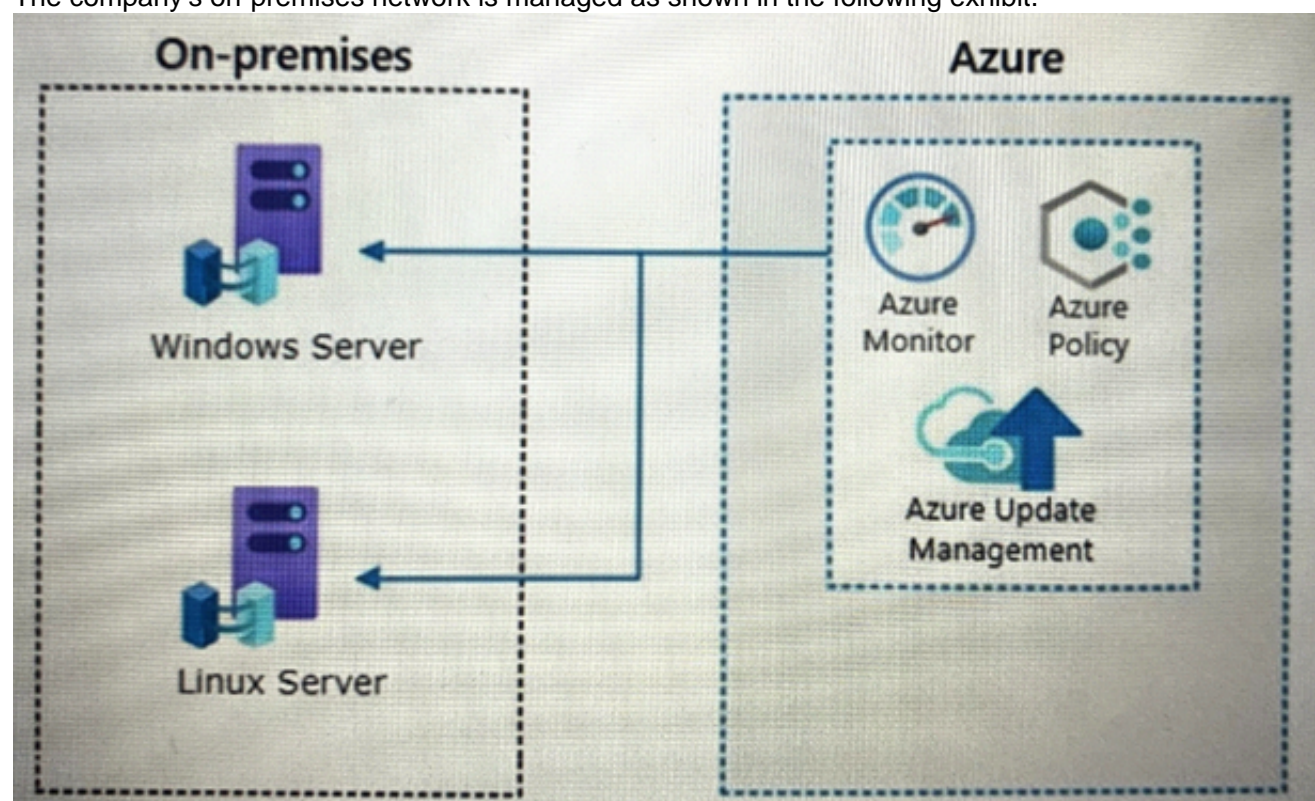 The company's on-premises network is managed as shown in the following exhibit.
On-premises
Azure
Windows Server
Linux Server
Azure
Monitor
Azure
Policy
Azure Update
Management